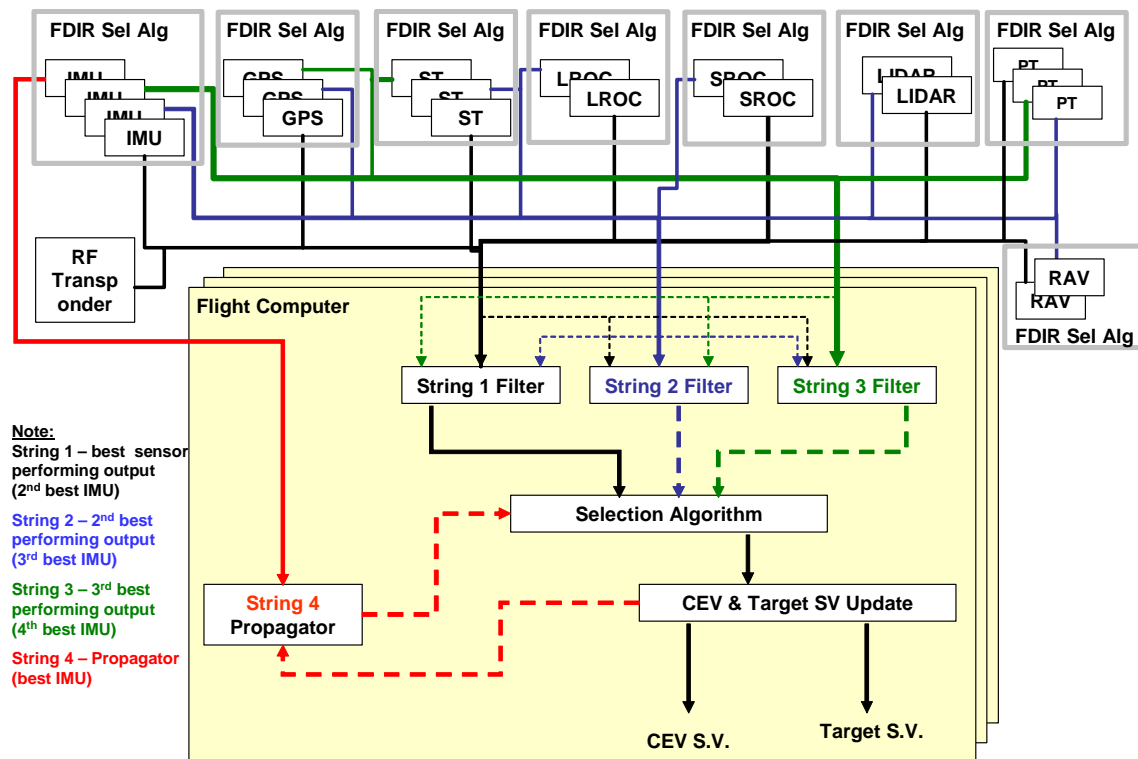 FDIR Sel Alg
FDIR Sel Alg
FDIR Sel Alg
FDIR Sel Alg
FDIR Sel Alg
FDIR Sel Alg
FDIR Sel Alg
IMU
IMU
IMU
IMU
GPS
GPS
GPS
ST
ST
ST
LROC
LROC
SROC
SROC
LIDAR
LIDAR
PT
PT
PT
RF
Transp
onder
RAV
RAV
FDIR Sel Alg
Flight Computer
String 1 Filter
String 2 Filter
String 3 Filter
Note:
String 1 – best sensor
performing output
(2nd best IMU)
String 2 – 2nd best
performing output
(3rd best IMU)
String 3 – 3rd best
performing output
(4th best IMU)
String 4 – Propagator
(best IMU)
Selection Algorithm
String 4
Propagator
CEV & Target SV Update
CEV S.V.
Target S.V.